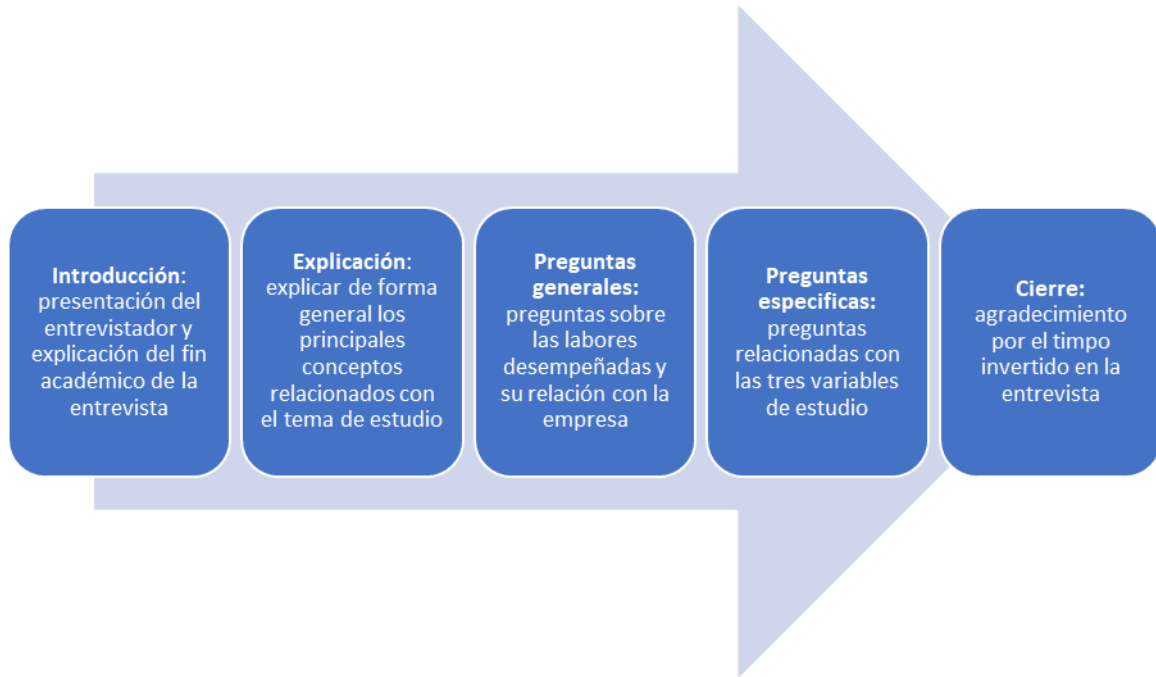 Introducción:
presentación del
entrevistador y
explicación del fin
académico de la
entrevista
Explicación:
explicar de forma
general los
principales
conceptos
relacionados con
el tema de estudio
Preguntas
generales:
preguntas sobre
las labores
desempeñadas y
su relación con la
empresa
Preguntas
especificas:
preguntas
relacionadas con
las tres variables
de estudio
Cierre:
agradecimiento
por el timpo
invertido en la
entrevista